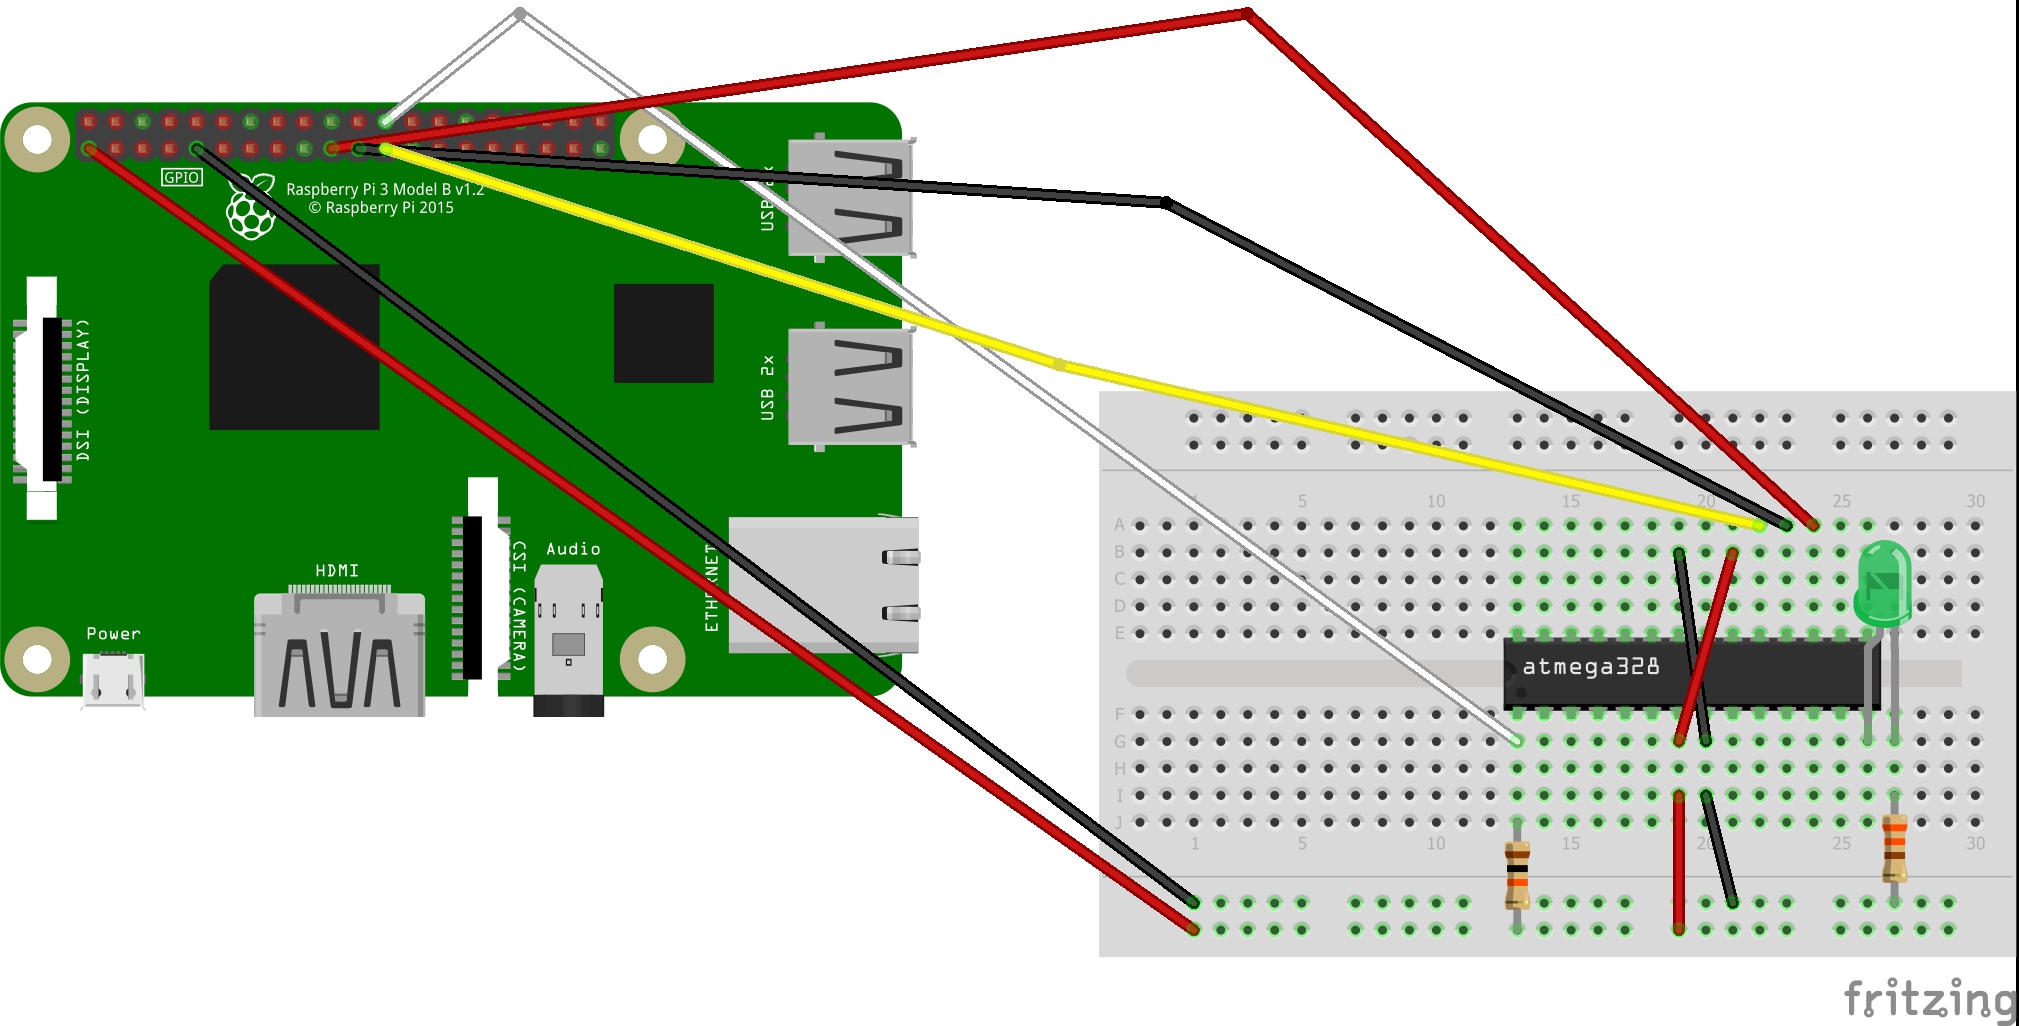 GPIO
Raspberry Pi 3 Model B v1.2
© Raspberry Pi 2015
USB 2x
DSI (DISPLAY)
USB 2x
HDMI
CSI (CAMERA)
Audio
ETHERNET
Power
1 5 10 15 20 25 30
A
B
C
D
E
atmega328
F
G
H
I
J
1 5 10 15 20 25 30
fritzing